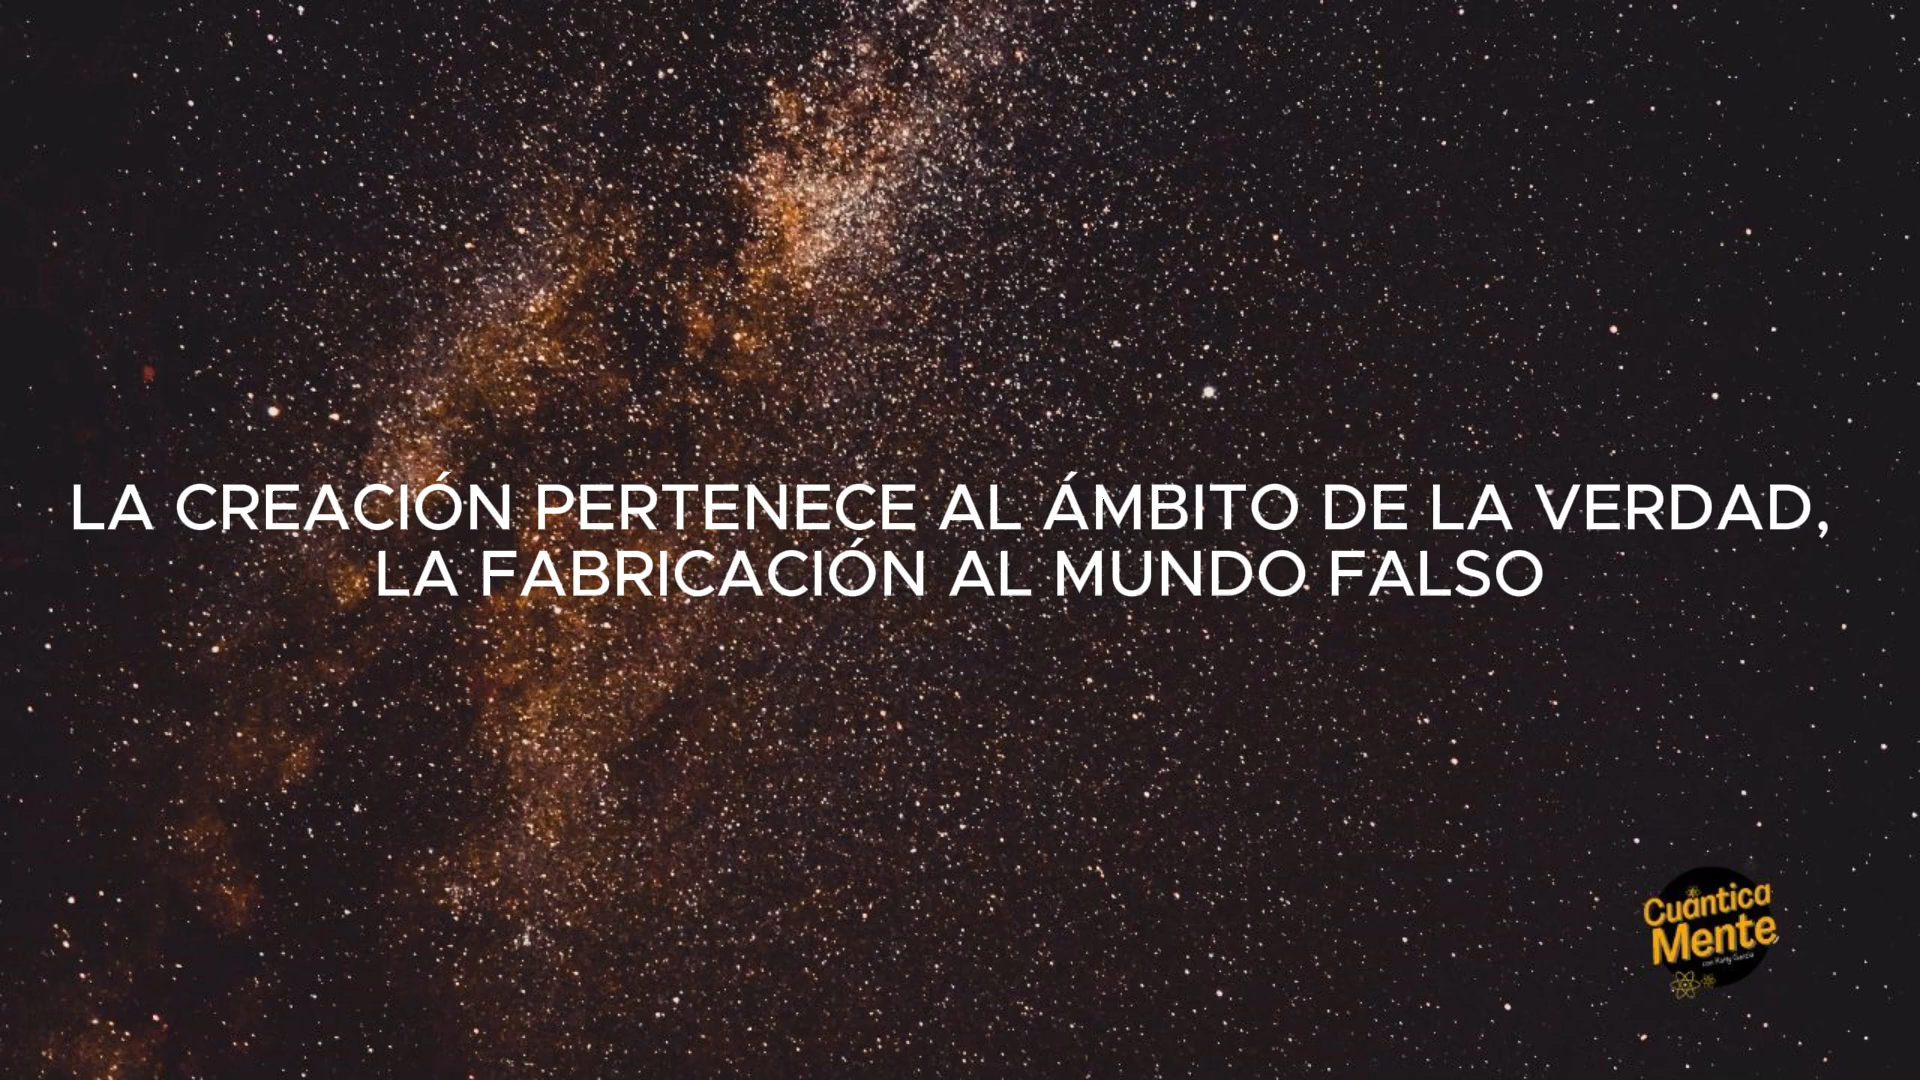 LA CREACIÓN PERTENECE AL ÁMBITO DE LA VERDAD,
LA FABRICACIÓN AL MUNDO FALSO
Cuántica
Mente